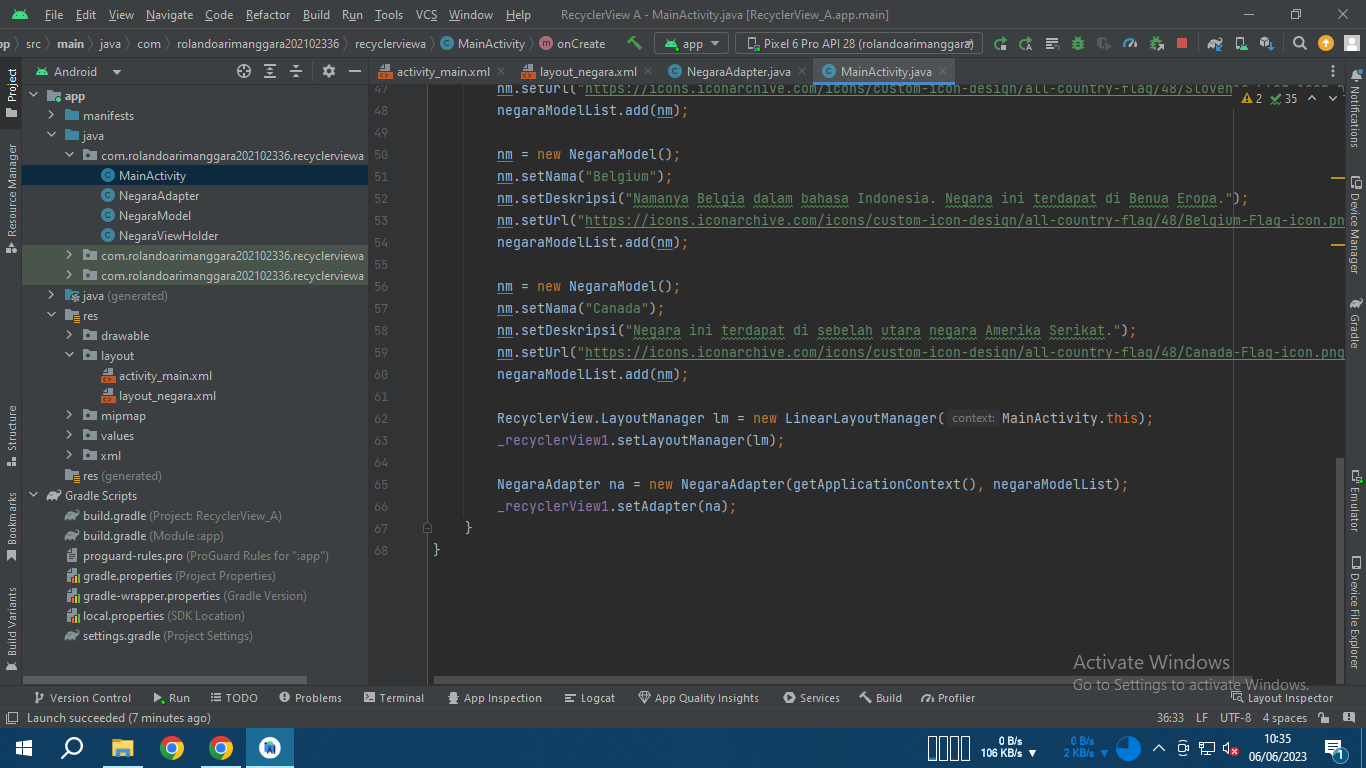 File Edit View Navigate Code Refactor Build Run Tools VCS Window Help RecyclerView A - MainActivity.java [RecyclerView_A.app.main]
src main java com rolandoarimanggara202102336 recyclerviewa MainActivity onCreate app Pixel 6 Pro API 28 (rolandoarimanggara)
Project
Resource Manager
Structure
Bookmarks
Build Variants
Android
app
manifests
java
com.rolandoarimanggara202102336.recyclerviewa
MainActivity
NegaraAdapter
NegaraModel
NegaraViewHolder
com.rolandoarimanggara202102336.recyclerviewa
com.rolandoarimanggara202102336.recyclerviewa
java (generated)
res
drawable
layout
activity_main.xml
layout_negara.xml
mipmap
values
xml
res (generated)
Gradle Scripts
build.gradle (Project: RecyclerView_A)
build.gradle (Module :app)
proguard-rules.pro (ProGuard Rules for ":app")
gradle.properties (Project Properties)
gradle-wrapper.properties (Gradle Version)
local.properties (SDK Location)
settings.gradle (Project Settings)
activity_main.xml layout_negara.xml NegaraAdapter.java MainActivity.java
2 35
47 nm.setUrl("https://icons.iconarchive.com/icons/custom-icon-design/all-country-flag/48/
48 negaraModelList.add(nm);
49
50 nm = new NegaraModel();
51 nm.setNama("Belgium");
52 nm.setDeskripsi("Namanya Belgia dalam bahasa Indonesia. Negara ini terdapat di Benua Eropa.");
53 nm.setUrl("https://icons.iconarchive.com/icons/custom-icon-design/all-country-flag/48/Belgium-Flag-icon.pn
54 negaraModelList.add(nm);
55
56 nm = new NegaraModel();
57 nm.setNama("Canada");
58 nm.setDeskripsi("Negara ini terdapat di sebelah utara negara Amerika Serikat.");
59 nm.setUrl("https://icons.iconarchive.com/icons/custom-icon-design/all-country-flag/48/Canada-Flag-icon.png
60 negaraModelList.add(nm);
61
62 RecyclerView.LayoutManager lm = new LinearLayoutManager( context: MainActivity.this);
63 _recyclerView1.setLayoutManager(lm);
64
65 NegaraAdapter na = new NegaraAdapter(getApplicationContext(), negaraModelList);
66 _recyclerView1.setAdapter(na);
67 }
68 }
Notifications
Device Manager
Gradle
Emulator
Device File Explorer
Activate Windows
Go to Settings to activate Windows.
Version Control Run TODO Problems Terminal App Inspection Logcat App Quality Insights Services Build Profiler Layout Inspector
Launch succeeded (7 minutes ago) 36:33 LF UTF-8 4 spaces
0 B/s
106 KB/s
0 B/s
2 KB/s
10:35
06/06/2023
1